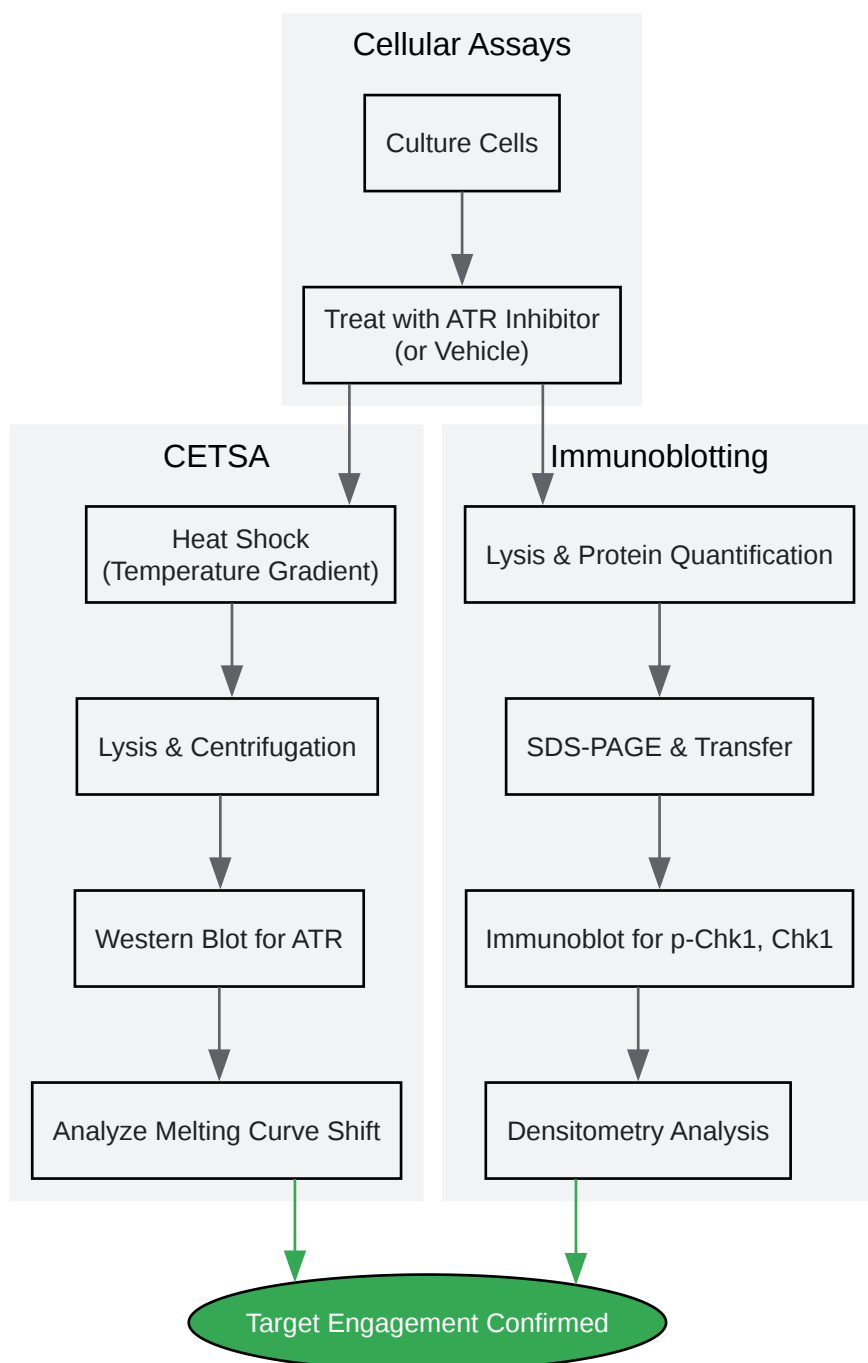 Cellular Assays
Culture Cells
Treat with ATR Inhibitor
(or Vehicle)
CETSA
Heat Shock
(Temperature Gradient)
Lysis & Centrifugation
Western Blot for ATR
Analyze Melting Curve Shift
Immunoblotting
Lysis & Protein Quantification
SDS-PAGE & Transfer
Immunoblot for p-Chk1, Chk1
Densitometry Analysis
Target Engagement Confirmed